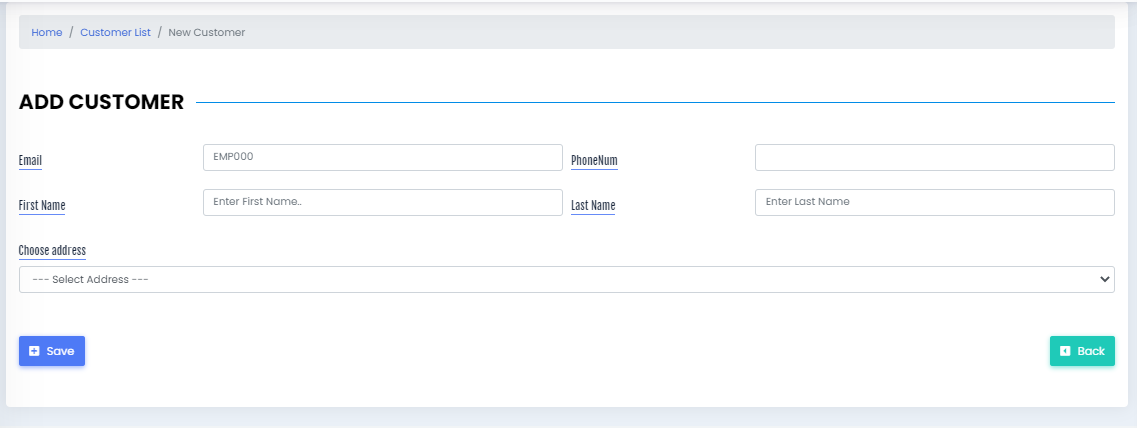 Home / Customer List / New Customer
ADD CUSTOMER
Email EMP000 PhoneNum
First Name Enter First Name.. Last Name Enter Last Name
Choose address
--- Select Address ---
Save Back